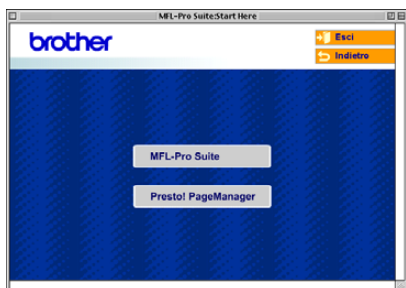 MFL-Pro Suite:Start Here
brother
Esci
Indietro
MFL-Pro Suite
Presto! PageManager